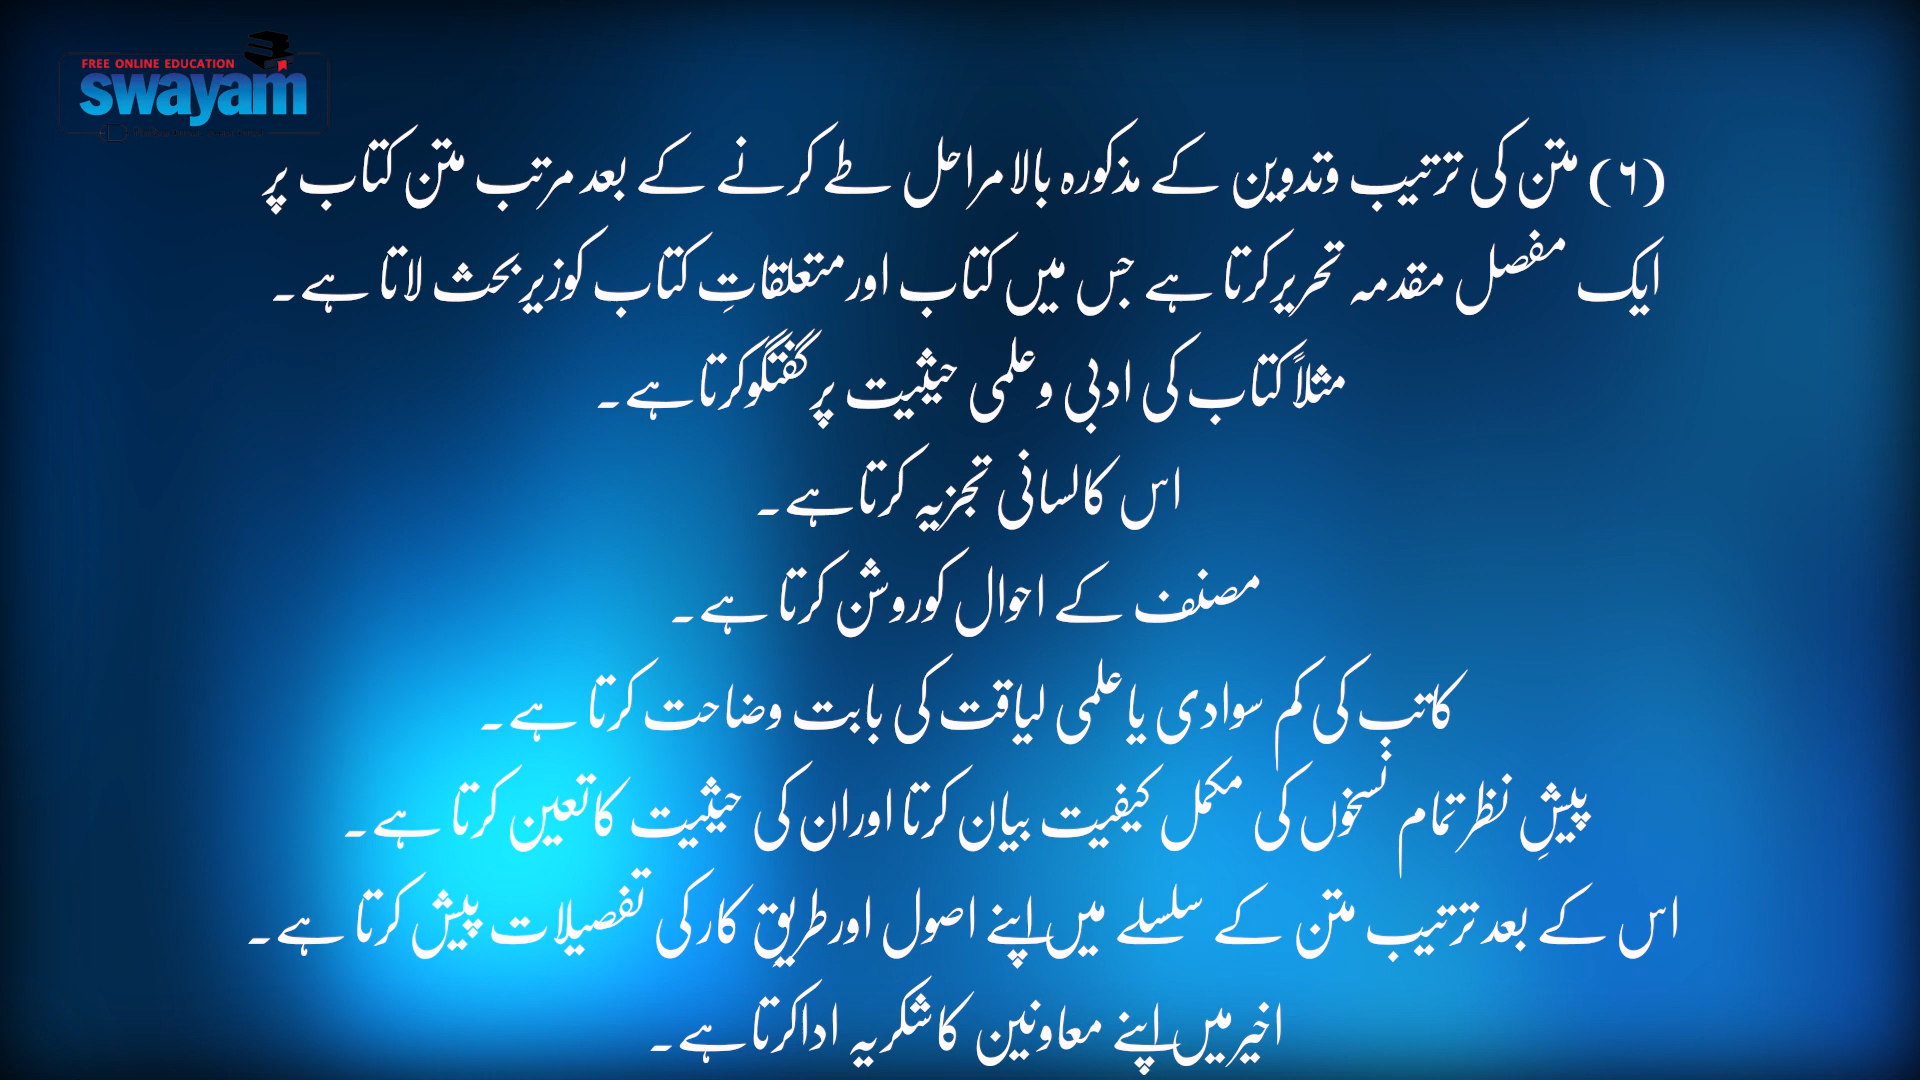 FREE ONLINE EDUCATION
swayam
(۶) متن کی ترتیب وتدوین کے مذکورہ بالا مراحل طے کرنے کے بعد مرتب متن کتاب پر
ایک مفصل مقدمہ تحریر کرتا ہے جس میں کتاب اور متعلقاتِ کتاب کو زیر بحث لاتا ہے۔
مثلاً کتاب کی ادبی و علمی حیثیت پر گفتگو کرتا ہے۔
اس کا لسانی تجزیہ کرتا ہے۔
مصنف کے احوال کو روشن کرتا ہے۔
کاتب کی کم سوادی یا علمی لیاقت کی بابت وضاحت کرتا ہے۔
پیشِ نظر تمام نسخوں کی مکمل کیفیت بیان کرتا اور ان کی حیثیت کا تعین کرتا ہے۔
اس کے بعد ترتیب متن کے سلسلے میں اپنے اصول اور طریق کار کی تفصیلات پیش کرتا ہے۔
اخیر میں اپنے معاونین کا شکریہ ادا کرتا ہے۔